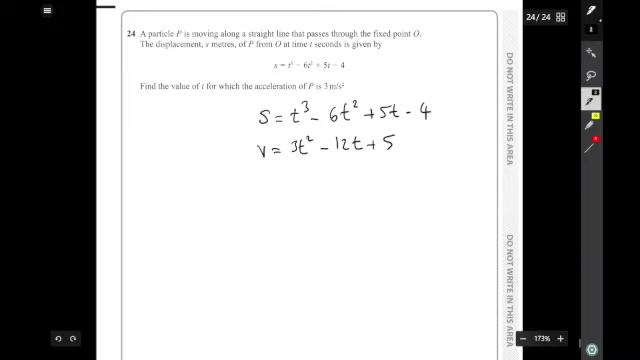 24/24
24 A particle P is moving along a straight line that passes through the fixed point O.
The displacement, s metres, of P from O at time t seconds is given by
s = t³ − 6t² + 5t − 4
Find the value of t for which the acceleration of P is 3 m/s²
S = t³ − 6t² + 5t − 4
V = 3t² − 12t + 5
DO NOT WRITE IN THIS AREA
DO NOT WRITE IN THIS AREA
2
173%